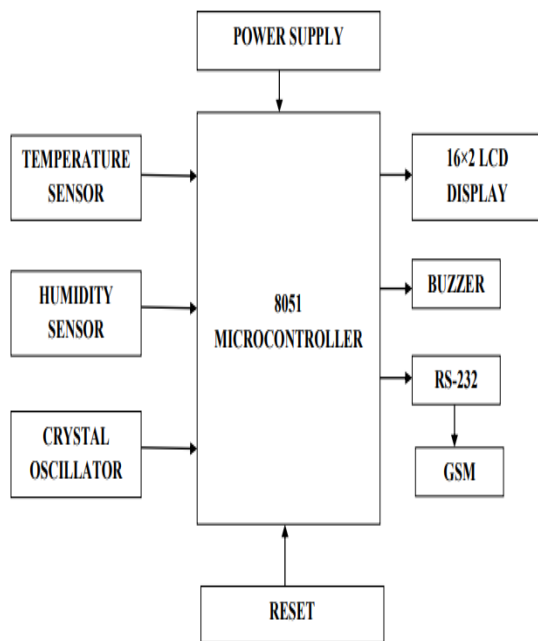 POWER SUPPLY
TEMPERATURE
SENSOR
HUMIDITY
SENSOR
CRYSTAL
OSCILLATOR
8051
MICROCONTROLLER
16×2 LCD
DISPLAY
BUZZER
RS-232
GSM
RESET